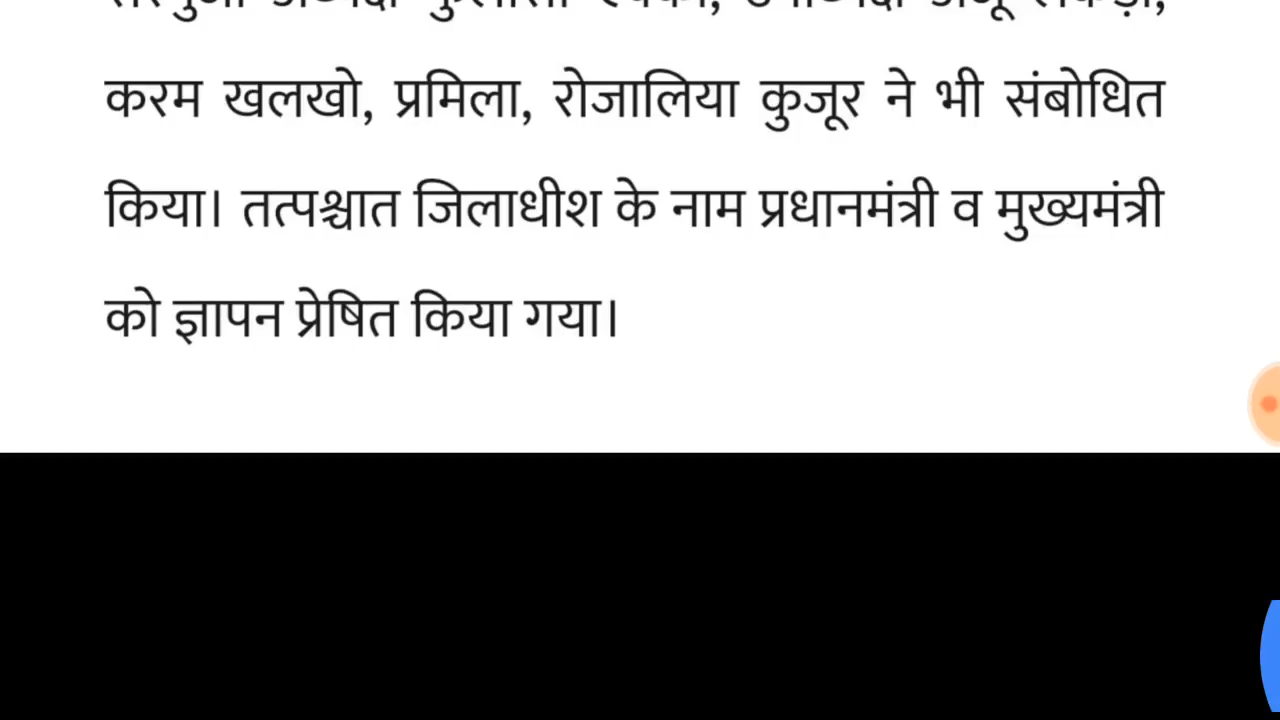 करम खलखो, प्रमिला, रोजालिया कुजूर ने भी संबोधित
किया। तत्पश्चात जिलाधीश के नाम प्रधानमंत्री व मुख्यमंत्री
को ज्ञापन प्रेषित किया गया।